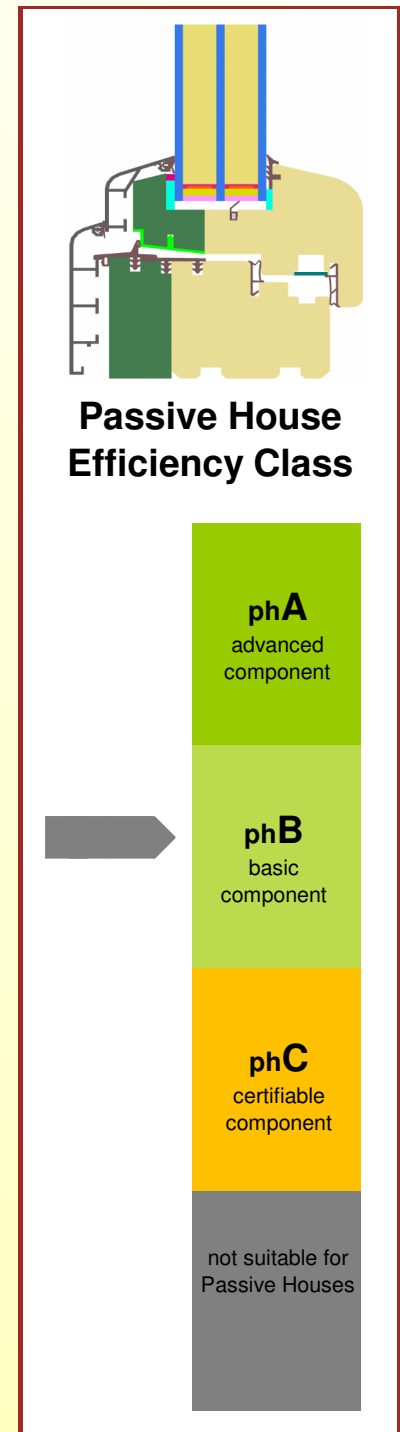 Passive House
Efficiency Class
phA
advanced
component
phB
basic
component
phC
certifiable
component
not suitable for
Passive Houses